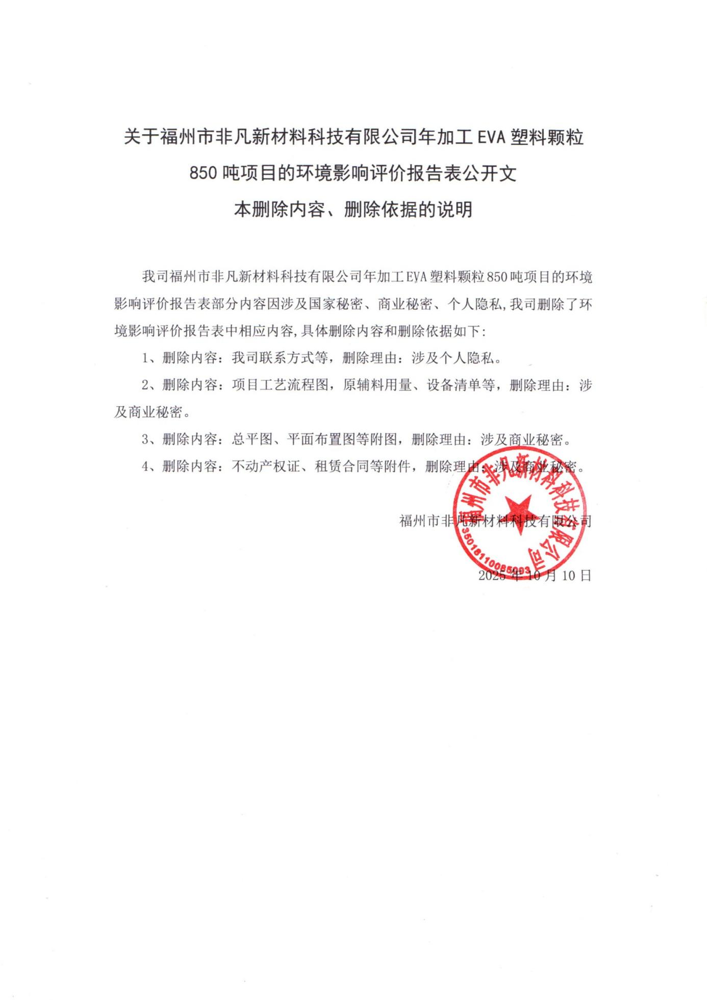 关于福州市非凡新材料科技有限公司年加工 EVA 塑料颗粒
850 吨项目的环境影响评价报告表公开文
本删除内容、删除依据的说明
我司福州市非凡新材料科技有限公司年加工EVA塑料颗粒850吨项目的环境
影响评价报告表部分内容因涉及国家秘密、商业秘密、个人隐私,我司删除了环
境影响评价报告表中相应内容,具体删除内容和删除依据如下:
1、删除内容：我司联系方式等，删除理由：涉及个人隐私。
2、删除内容：项目工艺流程图，原辅料用量、设备清单等，删除理由：涉
及商业秘密。
3、删除内容：总平图、平面布置图等附图，删除理由：涉及商业秘密。
4、删除内容：不动产权证、租赁合同等附件，删除理由：涉及商业秘密。
福州市非凡新材料科技有限公司
福州市非凡新材料科技有限公司
35018110085093
2025 年 10 月 10 日